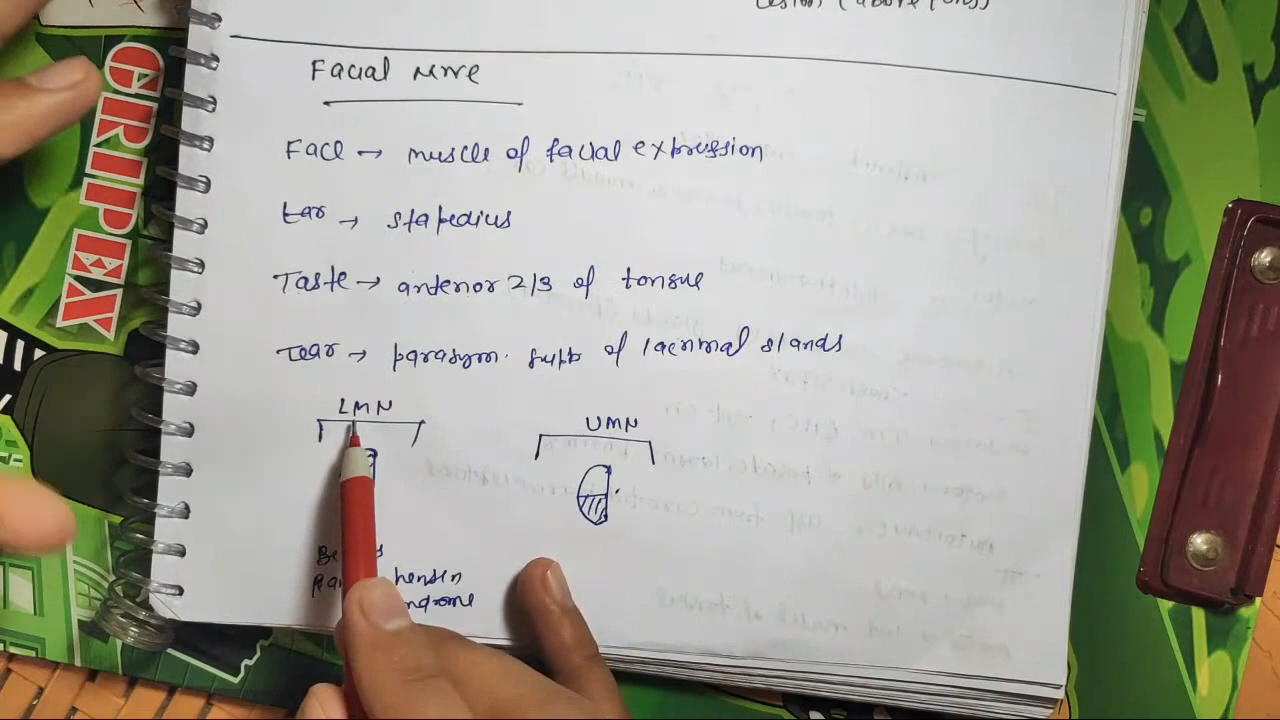 Facial nerve
Face → muscle of facial expression
Ear → stapedius
Taste → anterior 2/3 of tongue
Tear → parasym. supp of lacrimal glands
LMN
UMN
CRIPEX